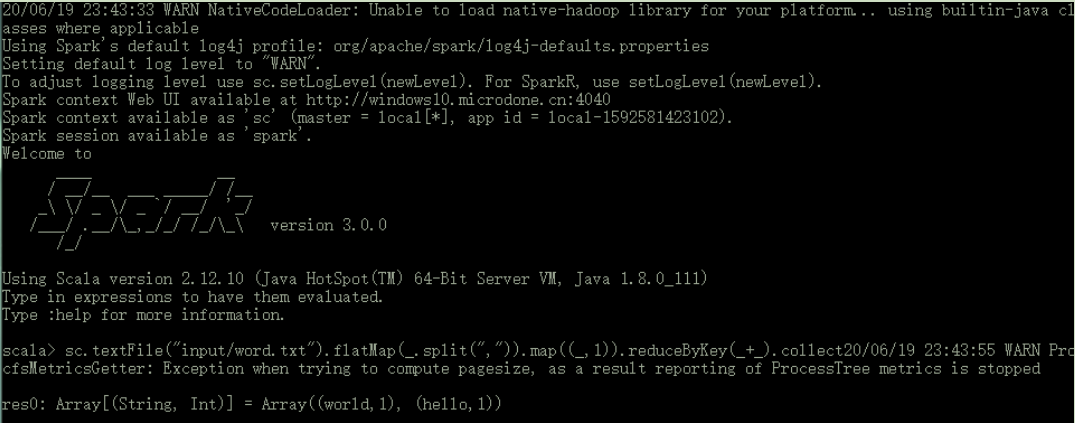 20/06/19 23:43:33 WARN NativeCodeLoader: Unable to load native-hadoop library for your platform... using builtin-java cl
asses where applicable
Using Spark's default log4j profile: org/apache/spark/log4j-defaults.properties
Setting default log level to "WARN".
To adjust logging level use sc.setLogLevel(newLevel). For SparkR, use setLogLevel(newLevel).
Spark context Web UI available at http://windows10.microdone.cn:4040
Spark context available as 'sc' (master = local[*], app id = local-1592581423102).
Spark session available as 'spark'.
Welcome to
Spark version 3.0.0
Using Scala version 2.12.10 (Java HotSpot(TM) 64-Bit Server VM, Java 1.8.0_111)
Type in expressions to have them evaluated.
Type :help for more information.
scala> sc.textFile("input/word.txt").flatMap(_.split(",")).map((_,1)).reduceByKey(_+_).collect20/06/19 23:43:55 WARN Pro
cfsMetricsGetter: Exception when trying to compute pagesize, as a result reporting of ProcessTree metrics is stopped
res0: Array[(String, Int)] = Array((world,1), (hello,1))